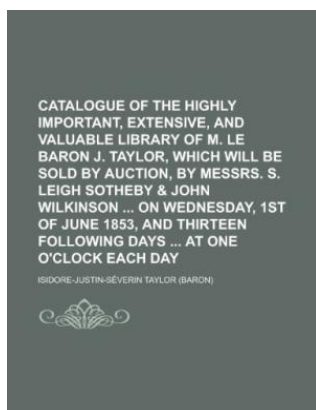 CATALOGUE OF THE HIGHLY
IMPORTANT, EXTENSIVE, AND
VALUABLE LIBRARY OF M. LE
BARON J. TAYLOR, WHICH WILL BE
SOLD BY AUCTION, BY MESSRS. S.
LEIGH SOTHEBY & JOHN
WILKINSON ... ON WEDNESDAY, 1ST
OF JUNE 1853, AND THIRTEEN
FOLLOWING DAYS ... AT ONE
O'CLOCK EACH DAY
ISIDORE-JUSTIN-SÉVERIN TAYLOR (BARON)